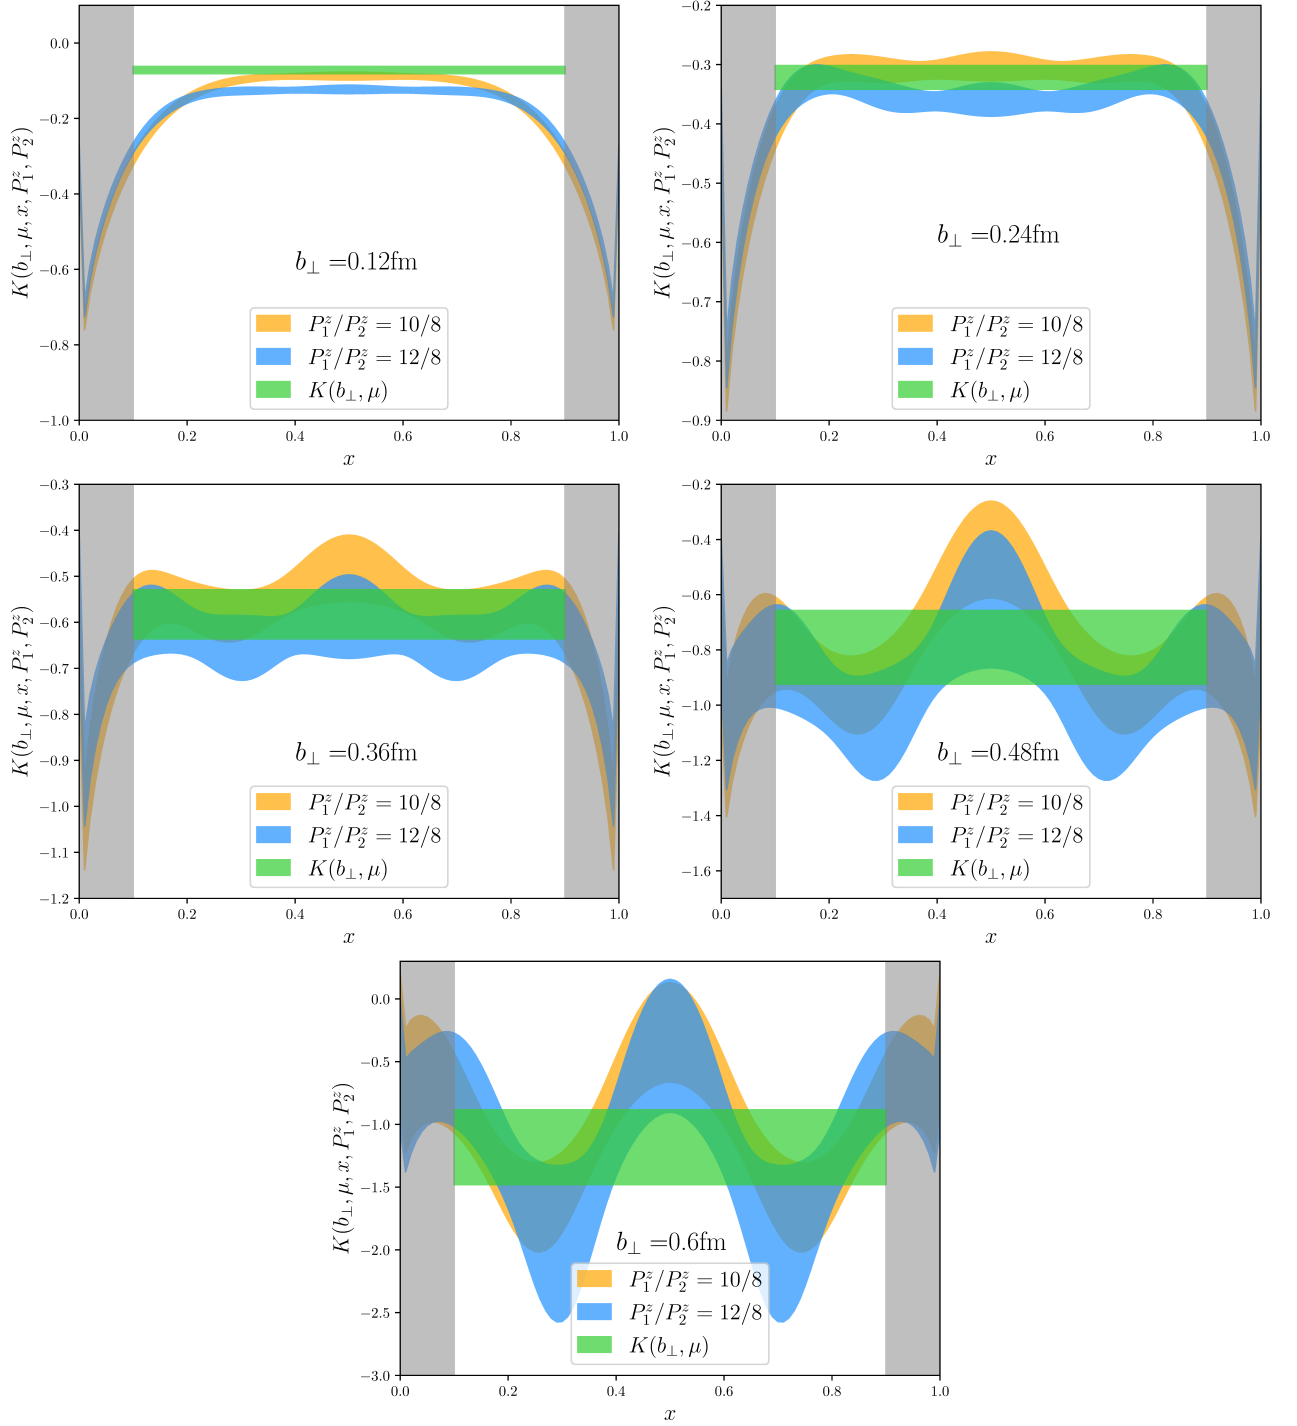 K(b⊥, μ, x, P₁ᶻ, P₂ᶻ)
0.0
−0.2
−0.4
−0.6
−0.8
−1.0
b⊥ =0.12fm
P₁ᶻ/P₂ᶻ = 10/8
P₁ᶻ/P₂ᶻ = 12/8
K(b⊥, μ)
0.0 0.2 0.4 0.6 0.8 1.0
x
K(b⊥, μ, x, P₁ᶻ, P₂ᶻ)
−0.2
−0.3
−0.4
−0.5
−0.6
−0.7
−0.8
−0.9
b⊥ =0.24fm
P₁ᶻ/P₂ᶻ = 10/8
P₁ᶻ/P₂ᶻ = 12/8
K(b⊥, μ)
0.0 0.2 0.4 0.6 0.8 1.0
x
K(b⊥, μ, x, P₁ᶻ, P₂ᶻ)
−0.3
−0.4
−0.5
−0.6
−0.7
−0.8
−0.9
−1.0
−1.1
−1.2
b⊥ =0.36fm
P₁ᶻ/P₂ᶻ = 10/8
P₁ᶻ/P₂ᶻ = 12/8
K(b⊥, μ)
0.0 0.2 0.4 0.6 0.8 1.0
x
K(b⊥, μ, x, P₁ᶻ, P₂ᶻ)
−0.2
−0.4
−0.6
−0.8
−1.0
−1.2
−1.4
−1.6
b⊥ =0.48fm
P₁ᶻ/P₂ᶻ = 10/8
P₁ᶻ/P₂ᶻ = 12/8
K(b⊥, μ)
0.0 0.2 0.4 0.6 0.8 1.0
x
K(b⊥, μ, x, P₁ᶻ, P₂ᶻ)
0.0
−0.5
−1.0
−1.5
−2.0
−2.5
−3.0
b⊥ =0.6fm
P₁ᶻ/P₂ᶻ = 10/8
P₁ᶻ/P₂ᶻ = 12/8
K(b⊥, μ)
0.0 0.2 0.4 0.6 0.8 1.0
x